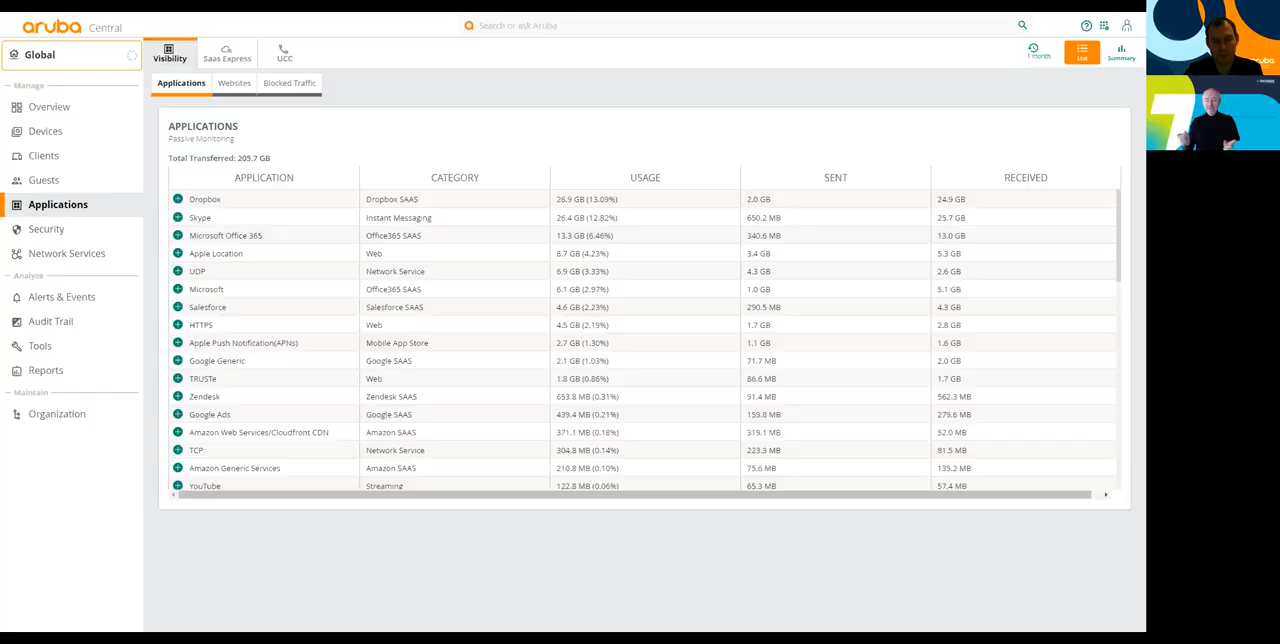 aruba Central
Search or ask Aruba
Global
Manage
Overview
Devices
Clients
Guests
Applications
Security
Network Services
Analyze
Alerts & Events
Audit Trail
Tools
Reports
Maintain
Organization
Visibility
SaaS Express
UCC
1 month
List
Summary
Applications
Websites
Blocked Traffic
APPLICATIONS
Passive Monitoring
Total Transferred: 205.7 GB
APPLICATION CATEGORY USAGE SENT RECEIVED
Dropbox Dropbox SAAS 26.9 GB (13.09%) 2.0 GB 24.9 GB
Skype Instant Messaging 26.4 GB (12.82%) 650.2 MB 25.7 GB
Microsoft Office 365 Office365 SAAS 13.3 GB (6.46%) 340.6 MB 13.0 GB
Apple Location Web 8.7 GB (4.23%) 3.4 GB 5.3 GB
UDP Network Service 6.9 GB (3.33%) 4.3 GB 2.6 GB
Microsoft Office365 SAAS 6.1 GB (2.97%) 1.0 GB 5.1 GB
Salesforce Salesforce SAAS 4.6 GB (2.23%) 290.5 MB 4.3 GB
HTTPS Web 4.5 GB (2.19%) 1.7 GB 2.8 GB
Apple Push Notification(APNs) Mobile App Store 2.7 GB (1.30%) 1.1 GB 1.6 GB
Google Generic Google SAAS 2.1 GB (1.03%) 71.7 MB 2.0 GB
TRUSTe Web 1.8 GB (0.86%) 86.6 MB 1.7 GB
Zendesk Zendesk SAAS 653.8 MB (0.31%) 91.4 MB 562.3 MB
Google Ads Google SAAS 439.4 MB (0.21%) 159.8 MB 279.6 MB
Amazon Web Services/Cloudfront CDN Amazon SAAS 371.1 MB (0.18%) 319.1 MB 52.0 MB
TCP Network Service 304.8 MB (0.14%) 223.3 MB 81.5 MB
Amazon Generic Services Amazon SAAS 210.8 MB (0.10%) 75.6 MB 135.2 MB
YouTube Streaming 122.8 MB (0.06%) 65.3 MB 57.4 MB